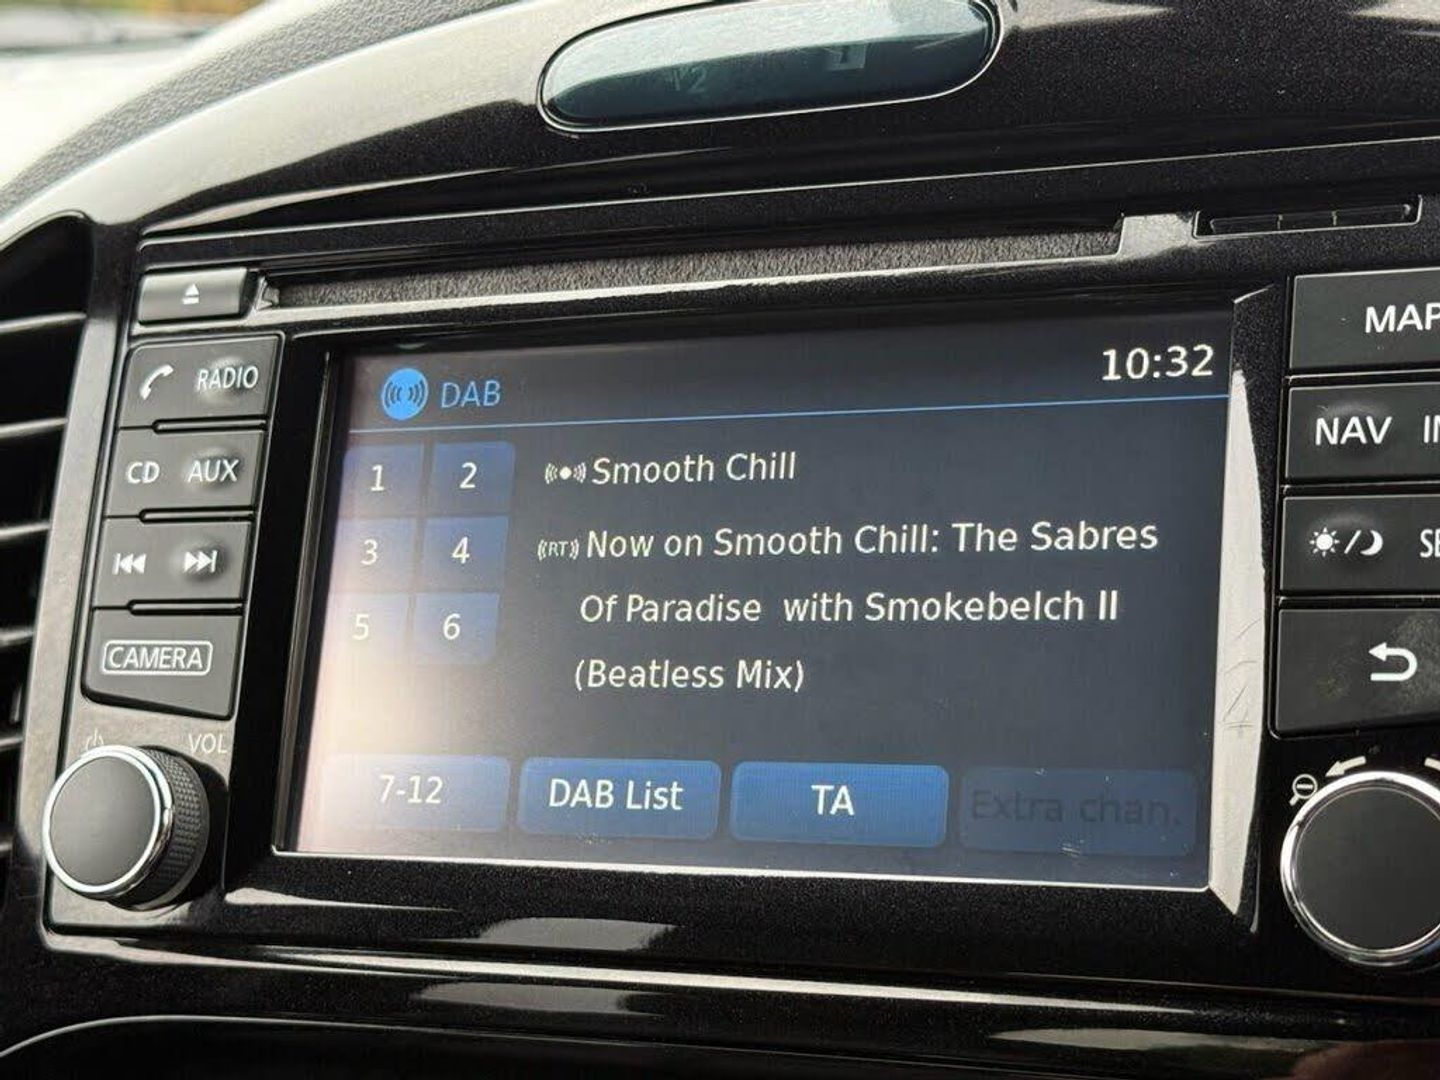 10:32
DAB
RADIO
CD AUX
CAMERA
VOL
1 2
3 4
5 6
Smooth Chill
RT Now on Smooth Chill: The Sabres
Of Paradise with Smokebelch II
(Beatless Mix)
7-12 DAB List TA Extra chan.
MAP
NAV